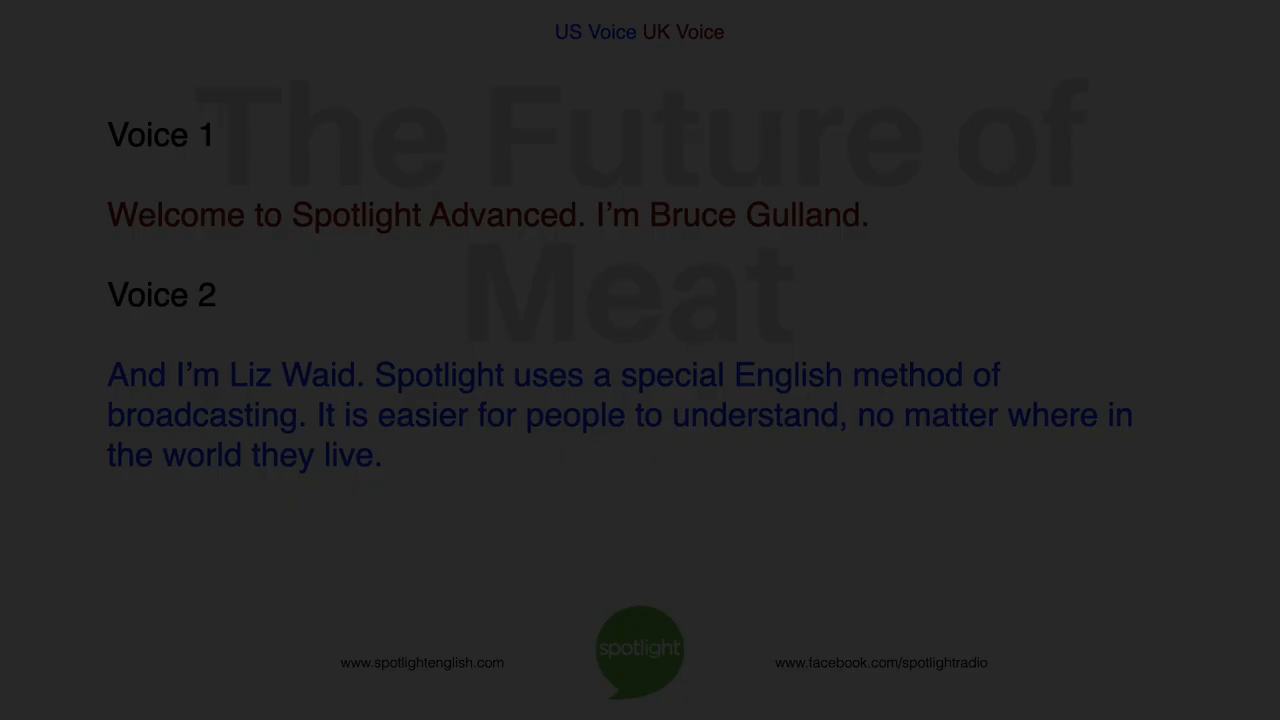 US Voice UK Voice
The Future of
Meat
Voice 1
Welcome to Spotlight Advanced. I’m Bruce Gulland.
Voice 2
And I’m Liz Waid. Spotlight uses a special English method of
broadcasting. It is easier for people to understand, no matter where in
the world they live.
www.spotlightenglish.com
spotlight
www.facebook.com/spotlightradio